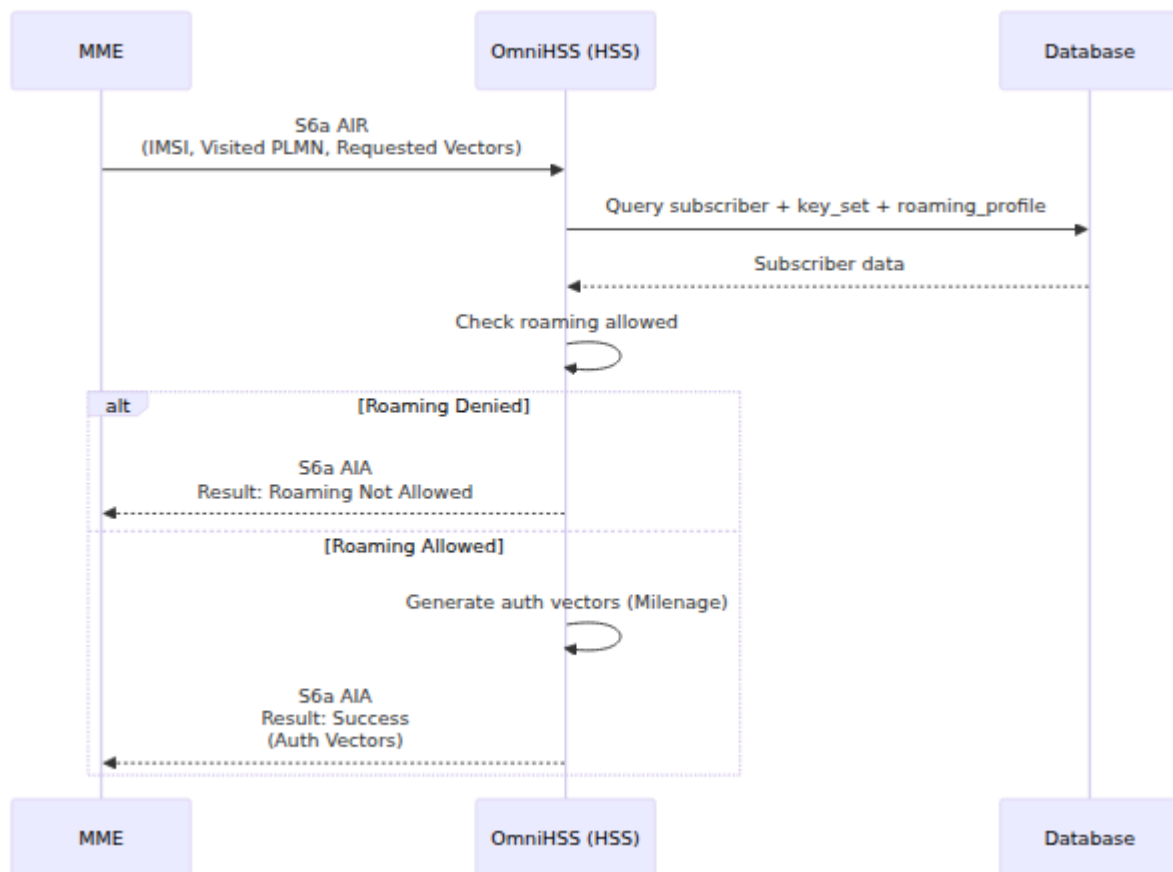 MME
OmniHSS (HSS)
Database
S6a AIR
(IMSI, Visited PLMN, Requested Vectors)
Query subscriber + key_set + roaming_profile
Subscriber data
Check roaming allowed
alt
[Roaming Denied]
S6a AIA
Result: Roaming Not Allowed
[Roaming Allowed]
Generate auth vectors (Milenage)
S6a AIA
Result: Success
(Auth Vectors)
MME
OmniHSS (HSS)
Database